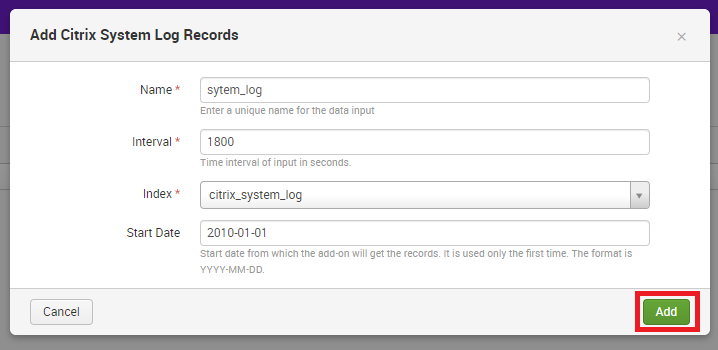 Add Citrix System Log Records
×
Name *
sytem_log
Enter a unique name for the data input
Interval *
1800
Time interval of input in seconds.
Index *
citrix_system_log
Start Date
2010-01-01
Start date from which the add-on will get the records. It is used only the first time. The format is
YYYY-MM-DD.
Cancel
Add